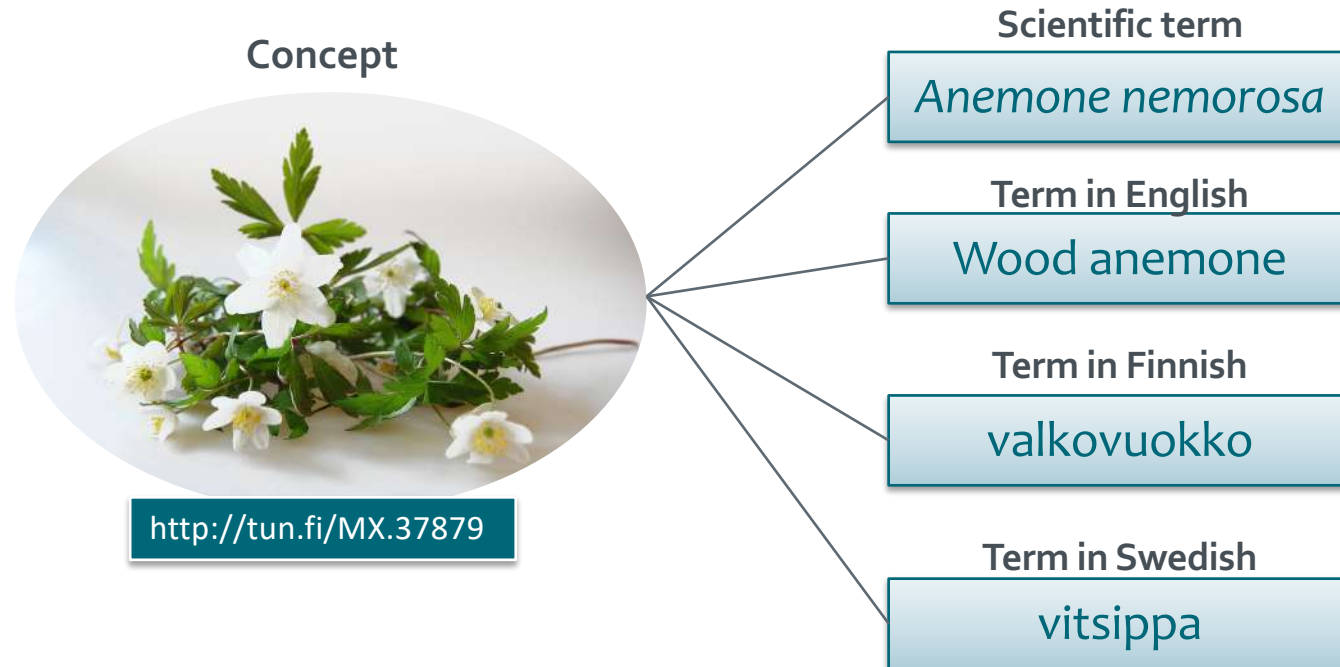 Concept
http://tun.fi/MX.37879
Scientific term
Anemone nemorosa
Term in English
Wood anemone
Term in Finnish
valkovuokko
Term in Swedish
vitsippa